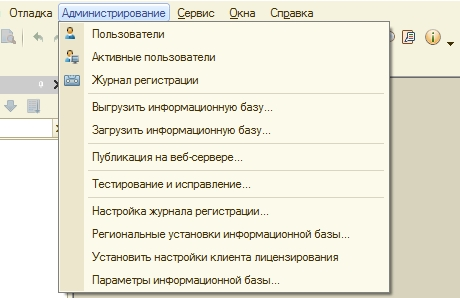 Отладка Администрирование Сервис Окна Справка
Пользователи
Активные пользователи
Журнал регистрации
Выгрузить информационную базу...
Загрузить информационную базу...
Публикация на веб-сервере...
Тестирование и исправление...
Настройка журнала регистрации...
Региональные установки информационной базы...
Установить настройки клиента лицензирования
Параметры информационной базы...